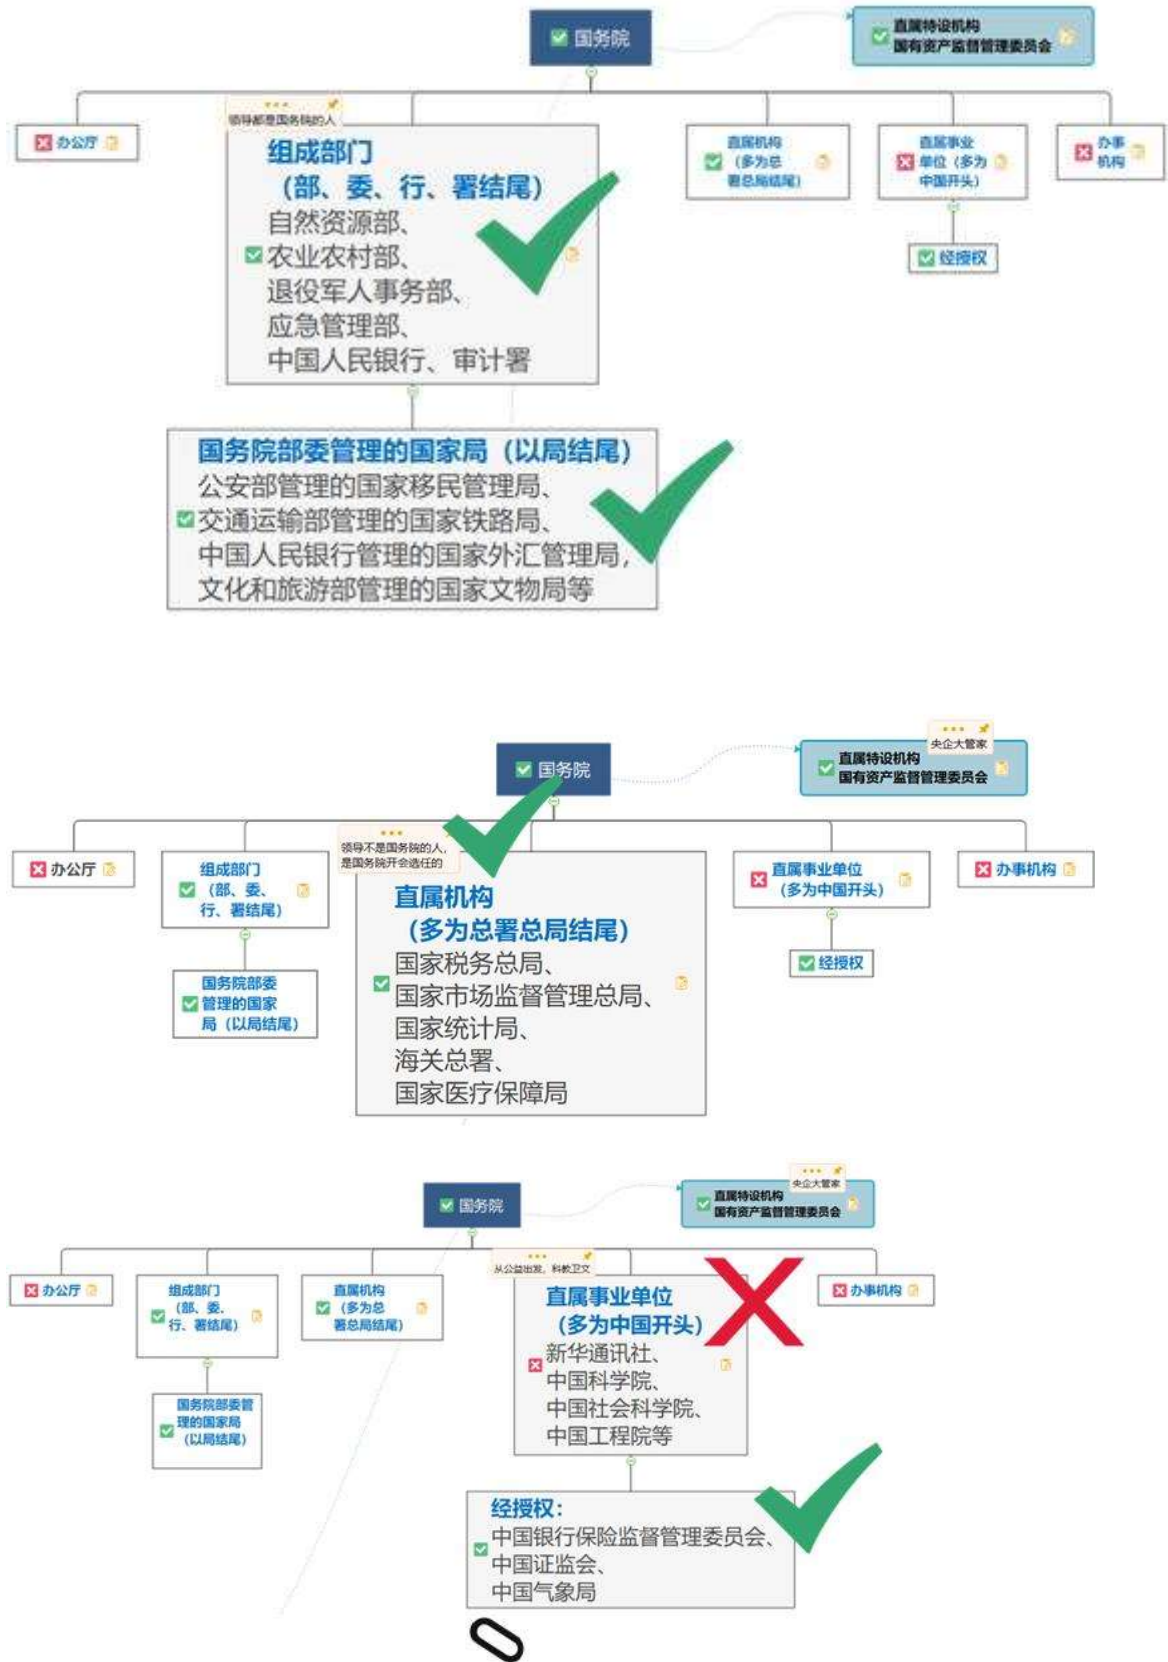 国务院
直属特设机构
国有资产监督管理委员会
领导都是国务院的人
办公厅
组成部门
（部、委、行、署结尾）
自然资源部、
农业农村部、
退役军人事务部、
应急管理部、
中国人民银行、审计署
直属机构
（多为总
署总局结尾）
直属事业
单位（多为
中国开头）
办事
机构
经授权
国务院部委管理的国家局（以局结尾）
公安部管理的国家移民管理局、
交通运输部管理的国家铁路局、
中国人民银行管理的国家外汇管理局，
文化和旅游部管理的国家文物局等
国务院
央企大管家
直属特设机构
国有资产监督管理委员会
领导不是国务院的人，
是国务院开会选任的
办公厅
组成部门
（部、委、
行、署结尾）
国务院部委
管理的国家
局（以局结尾）
直属机构
（多为总署总局结尾）
国家税务总局、
国家市场监督管理总局、
国家统计局、
海关总署、
国家医疗保障局
直属事业单位
（多为中国开头）
经授权
办事机构
国务院
央企大管家
直属特设机构
国有资产监督管理委员会
从公益出发，科教卫文
办公厅
组成部门
（部、委、
行、署结尾）
国务院部委管
理的国家局
（以局结尾）
直属机构
（多为总
署总局结尾）
直属事业单位
（多为中国开头）
新华通讯社、
中国科学院、
中国社会科学院、
中国工程院等
办事机构
经授权：
中国银行保险监督管理委员会、
中国证监会、
中国气象局